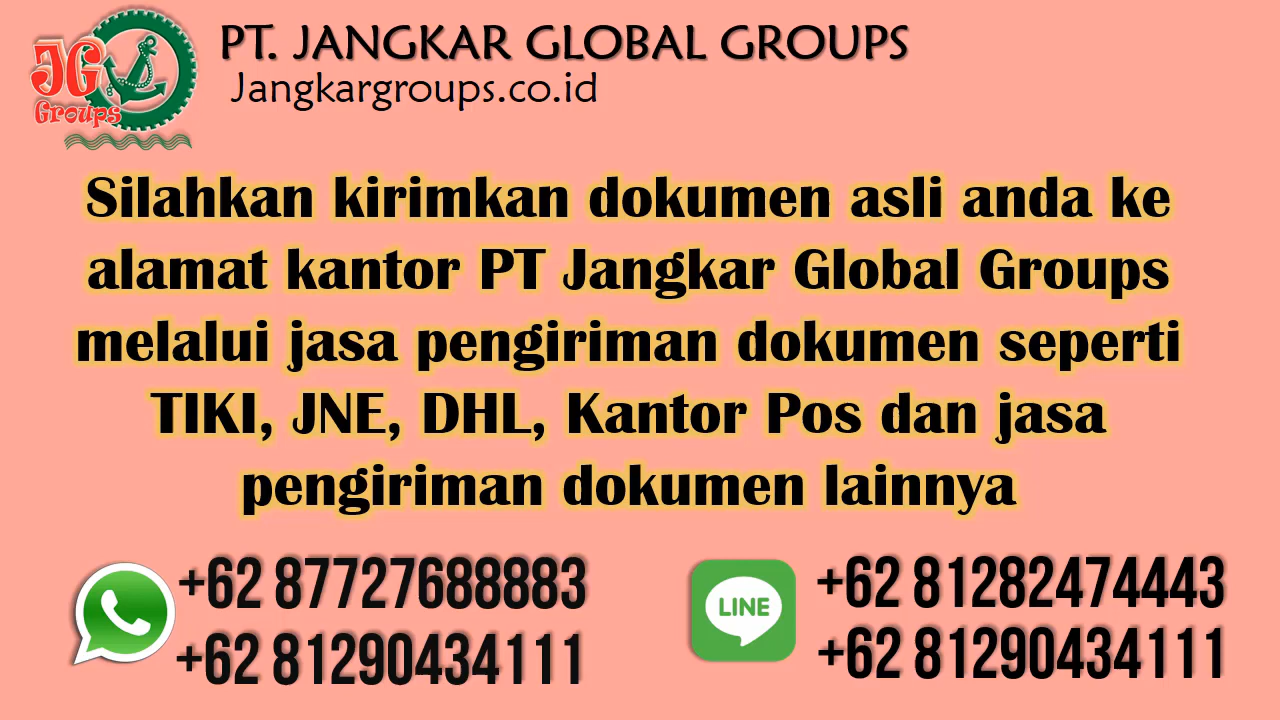 JG
Groups
PT. JANGKAR GLOBAL GROUPS
Jangkargroups.co.id
Silahkan kirimkan dokumen asli anda ke
alamat kantor PT Jangkar Global Groups
melalui jasa pengiriman dokumen seperti
TIKI, JNE, DHL, Kantor Pos dan jasa
pengiriman dokumen lainnya
+62 87727688883
+62 81290434111
LINE
+62 81282474443
+62 81290434111